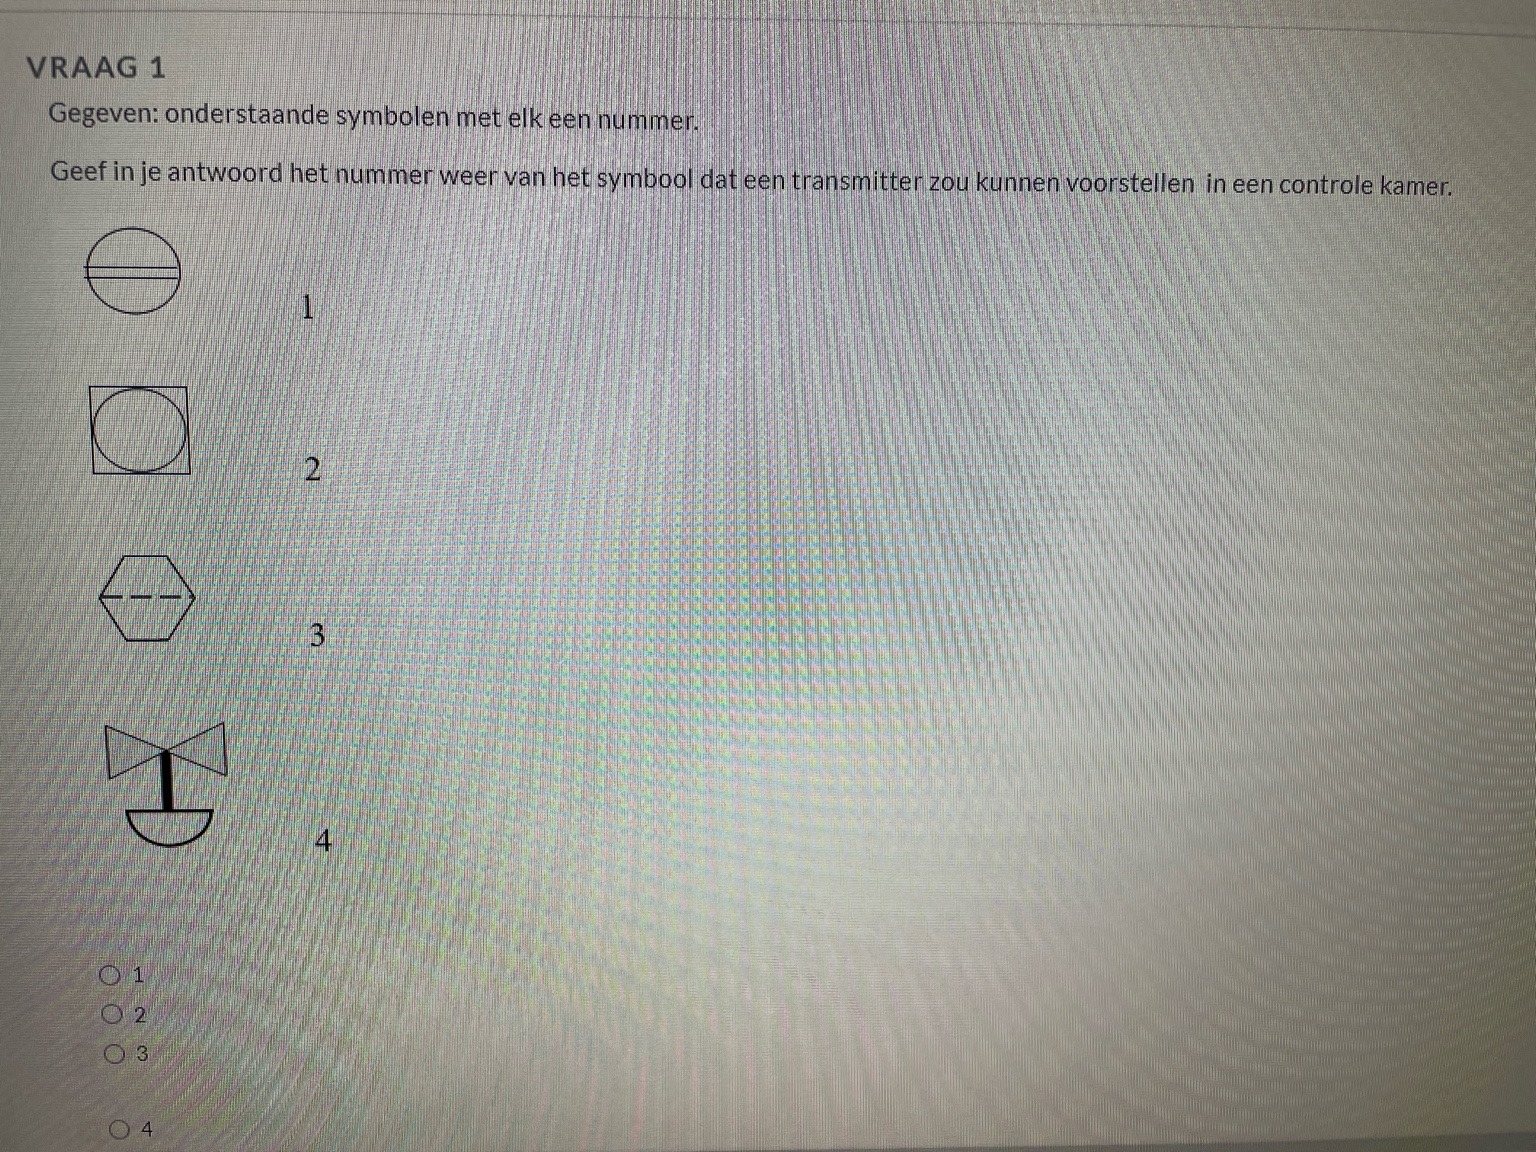 VRAAG 1
Gegeven: onderstaande symbolen met elk een nummer.
Geef in je antwoord het nummer weer van het symbool dat een transmitter zou kunnen voorstellen in een controle kamer.
1
2
3
4
1
2
3
4